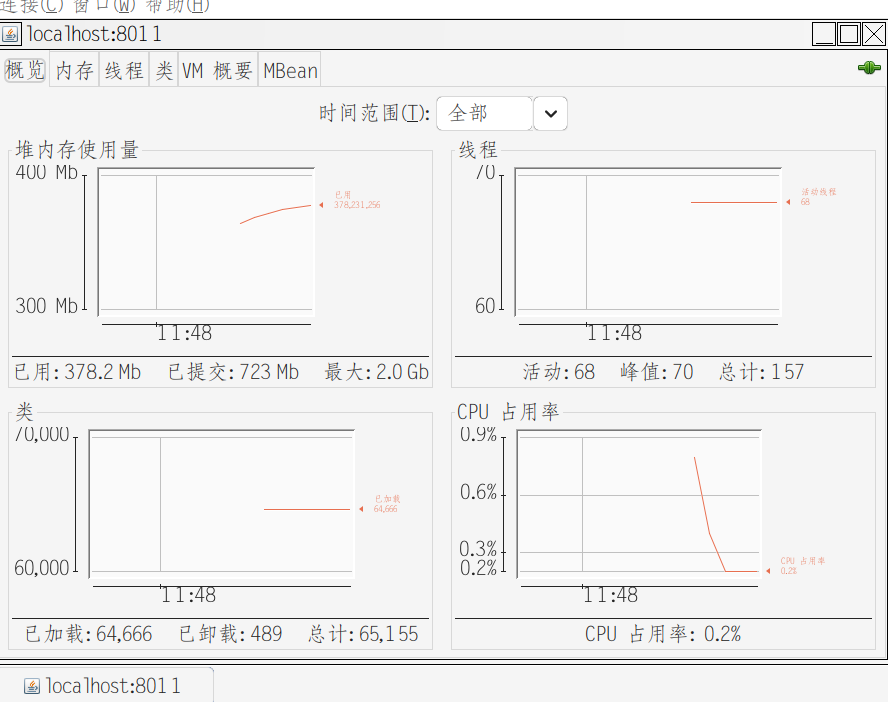 连接(C) 窗口(W) 帮助(H)
localhost:8011
概览 内存 线程 类 VM 概要 MBean
时间范围(T): 全部
堆内存使用量
400 Mb
已用
378,231,256
300 Mb
11:48
已用: 378.2 Mb 已提交: 723 Mb 最大: 2.0 Gb
线程
70
活动线程
68
60
11:48
活动: 68 峰值: 70 总计: 157
类
70,000
已加载
64,666
60,000
11:48
已加载: 64,666 已卸载: 489 总计: 65,155
CPU 占用率
0.9%
0.6%
0.3%
0.2%
CPU 占用率
0.2%
11:48
CPU 占用率: 0.2%
localhost:8011